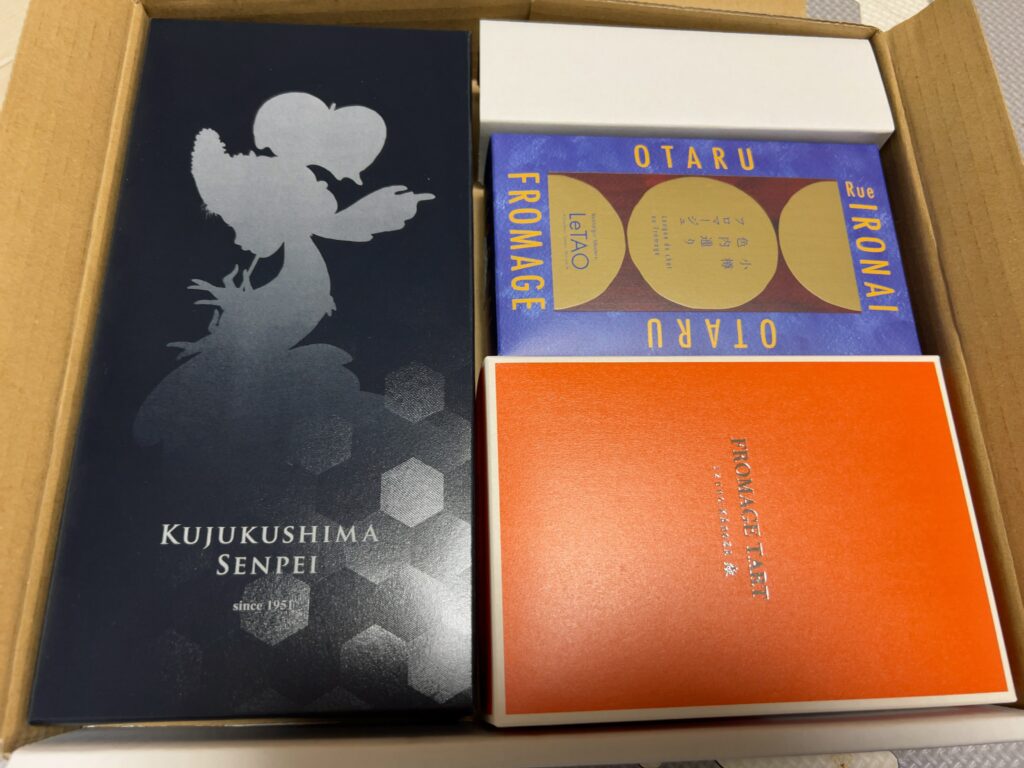 KUJUKUSHIMA
SENPEI
since 1951
OTARU
FROMAGE
Rue IRONAI
OTARU
小樽
色内通り
フロマージュ
LeTAO
FROMAGE TART